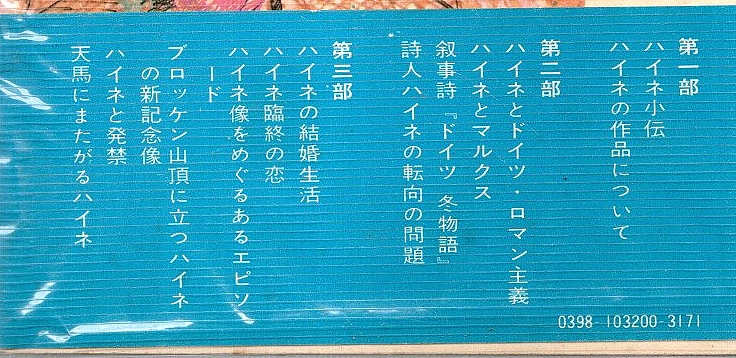 第一部
ハイネ小伝
ハイネの作品について
第二部
ハイネとドイツ・ロマン主義
ハイネとマルクス
叙事詩『ドイツ 冬物語』
詩人ハイネの転向の問題
第三部
ハイネの結婚生活
ハイネ臨終の恋
ハイネ像をめぐるあるエピソ
ード
ブロッケン山頂に立つハイネ
の新記念像
ハイネと発禁
天馬にまたがるハイネ
0398-103200-3171